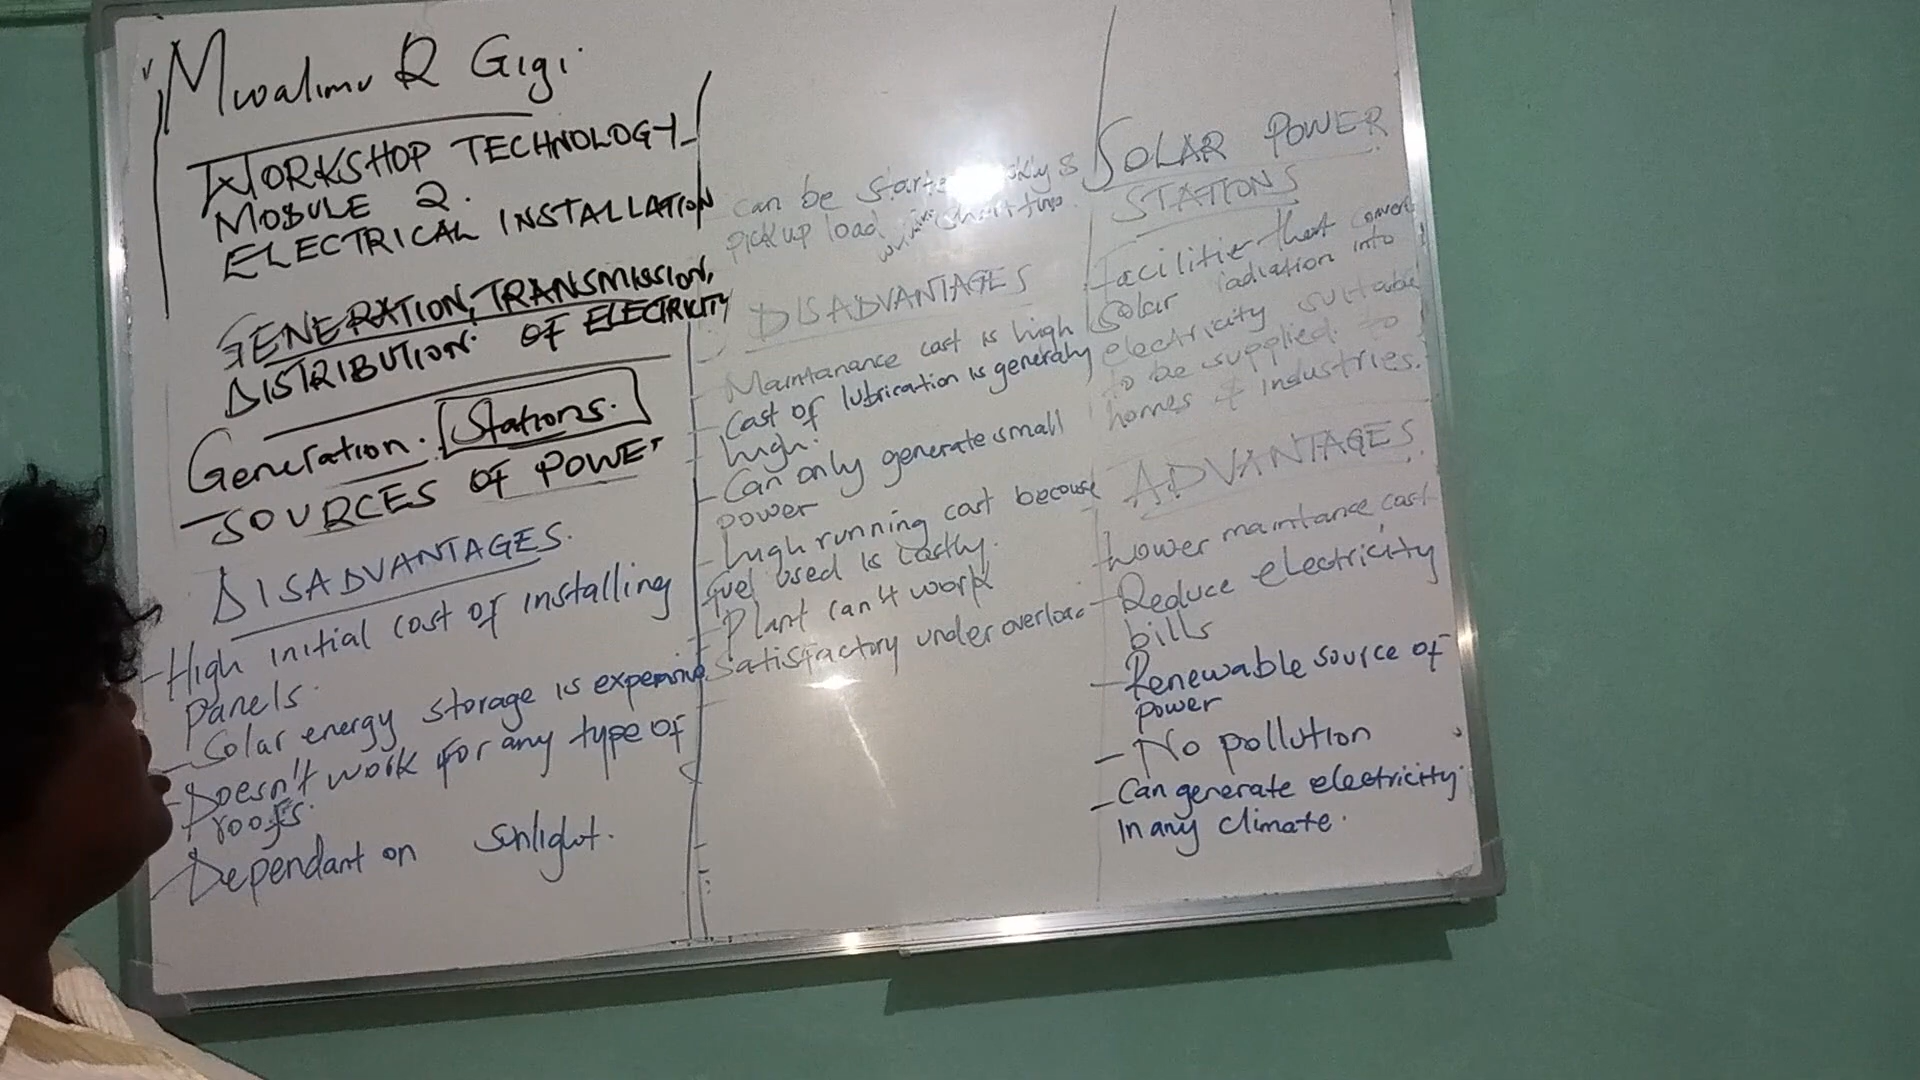 Mwalimu R Gigi
WORKSHOP TECHNOLOGY
MODULE 2.
ELECTRICAL INSTALLATION
GENERATION, TRANSMISSION,
DISTRIBUTION OF ELECTRICITY
Generation. Stations.
SOURCES OF POWER
DISADVANTAGES.
- High initial cost of installing
panels.
- Solar energy storage is expensive
- Doesn't work for any type of
roofs.
- Dependant on sunlight.
can be
pick up load
DISADVANTAGES
- Maintanance cost is high
- Cost of lubrication is generaly
high.
- Can only generate small
power
- high running cost because
fuel used is costly.
- Plant can't work
satisfactory under overload
SOLAR POWER
STATIONS
Facilities that convert
solar radiation into
electricity suitable
to be supplied to
homes & industries.
ADVANTAGES
Lower maintance cost
- Reduce electricity
bills
- Renewable source of
power
- No pollution
- Can generate electricity
in any climate.